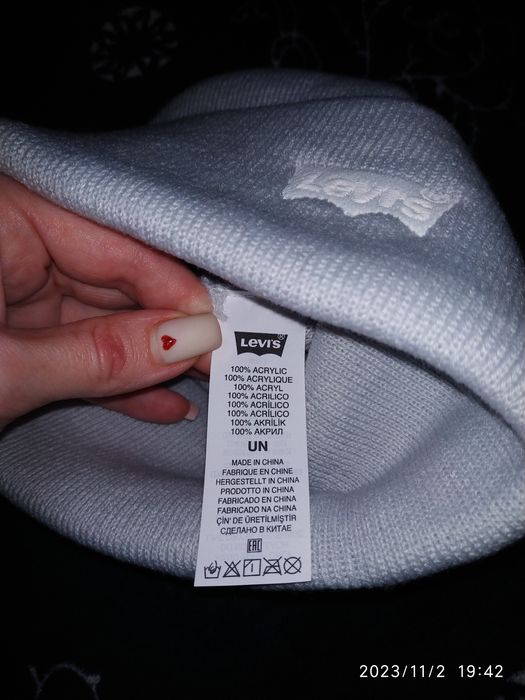 Levi's
LEVI'S
100% ACRYLIC
100% ACRYLIQUE
100% ACRYL
100% ACRILICO
100% ACRÍLICO
100% ACRÍLICO
100% AKRİLİK
100% АКРИЛ
UN
MADE IN CHINA
FABRIQUE EN CHINE
HERGESTELLT IN CHINA
PRODOTTO IN CHINA
FABRICADO EN CHINA
FABRICADO NA CHINA
ÇİN' DE ÜRETİLMİŞTİR
СДЕЛАНО В КИТАЕ
EAC
2023/11/2 19:42